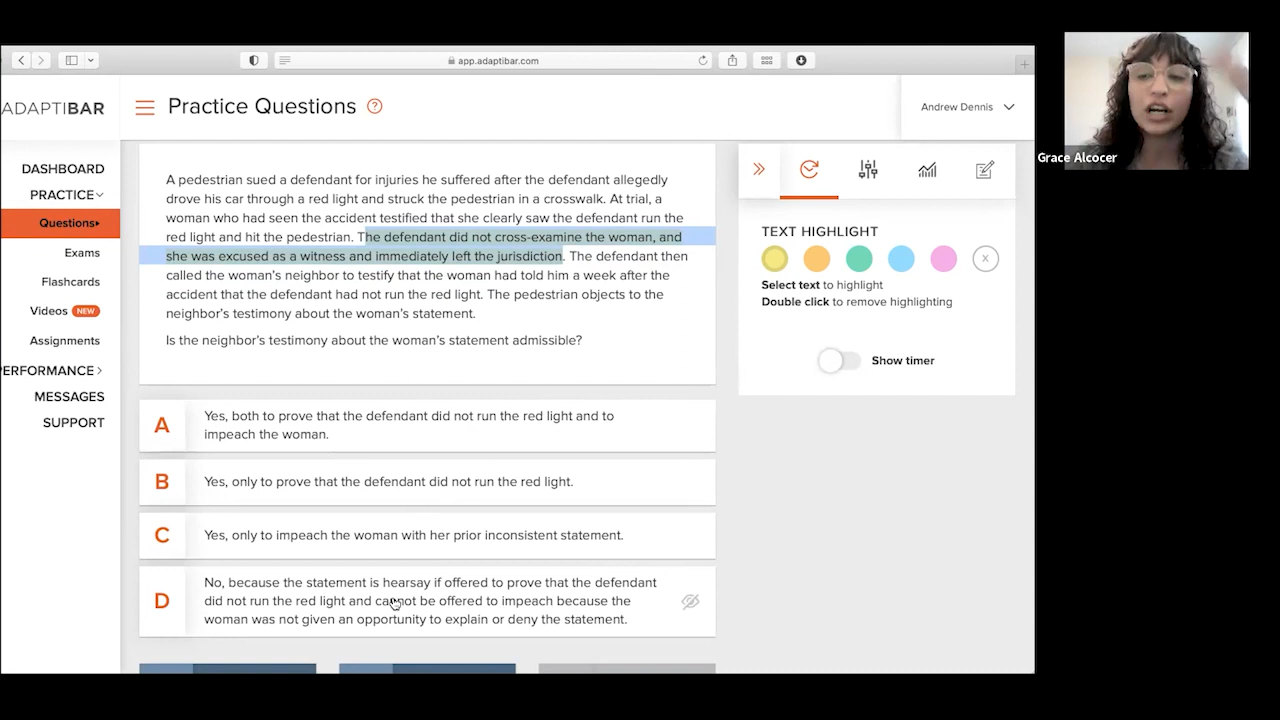 app.adaptibar.com
ADAPTIBAR
Practice Questions
?
Andrew Dennis
Grace Alcocer
DASHBOARD
PRACTICE
Questions
Exams
Flashcards
Videos NEW
Assignments
PERFORMANCE
MESSAGES
SUPPORT
A pedestrian sued a defendant for injuries he suffered after the defendant allegedly
drove his car through a red light and struck the pedestrian in a crosswalk. At trial, a
woman who had seen the accident testified that she clearly saw the defendant run the
red light and hit the pedestrian. The defendant did not cross-examine the woman, and
she was excused as a witness and immediately left the jurisdiction. The defendant then
called the woman's neighbor to testify that the woman had told him a week after the
accident that the defendant had not run the red light. The pedestrian objects to the
neighbor's testimony about the woman's statement.
Is the neighbor's testimony about the woman's statement admissible?
A
Yes, both to prove that the defendant did not run the red light and to
impeach the woman.
B
Yes, only to prove that the defendant did not run the red light.
C
Yes, only to impeach the woman with her prior inconsistent statement.
D
No, because the statement is hearsay if offered to prove that the defendant
did not run the red light and cannot be offered to impeach because the
woman was not given an opportunity to explain or deny the statement.
TEXT HIGHLIGHT
X
Select text to highlight
Double click to remove highlighting
Show timer